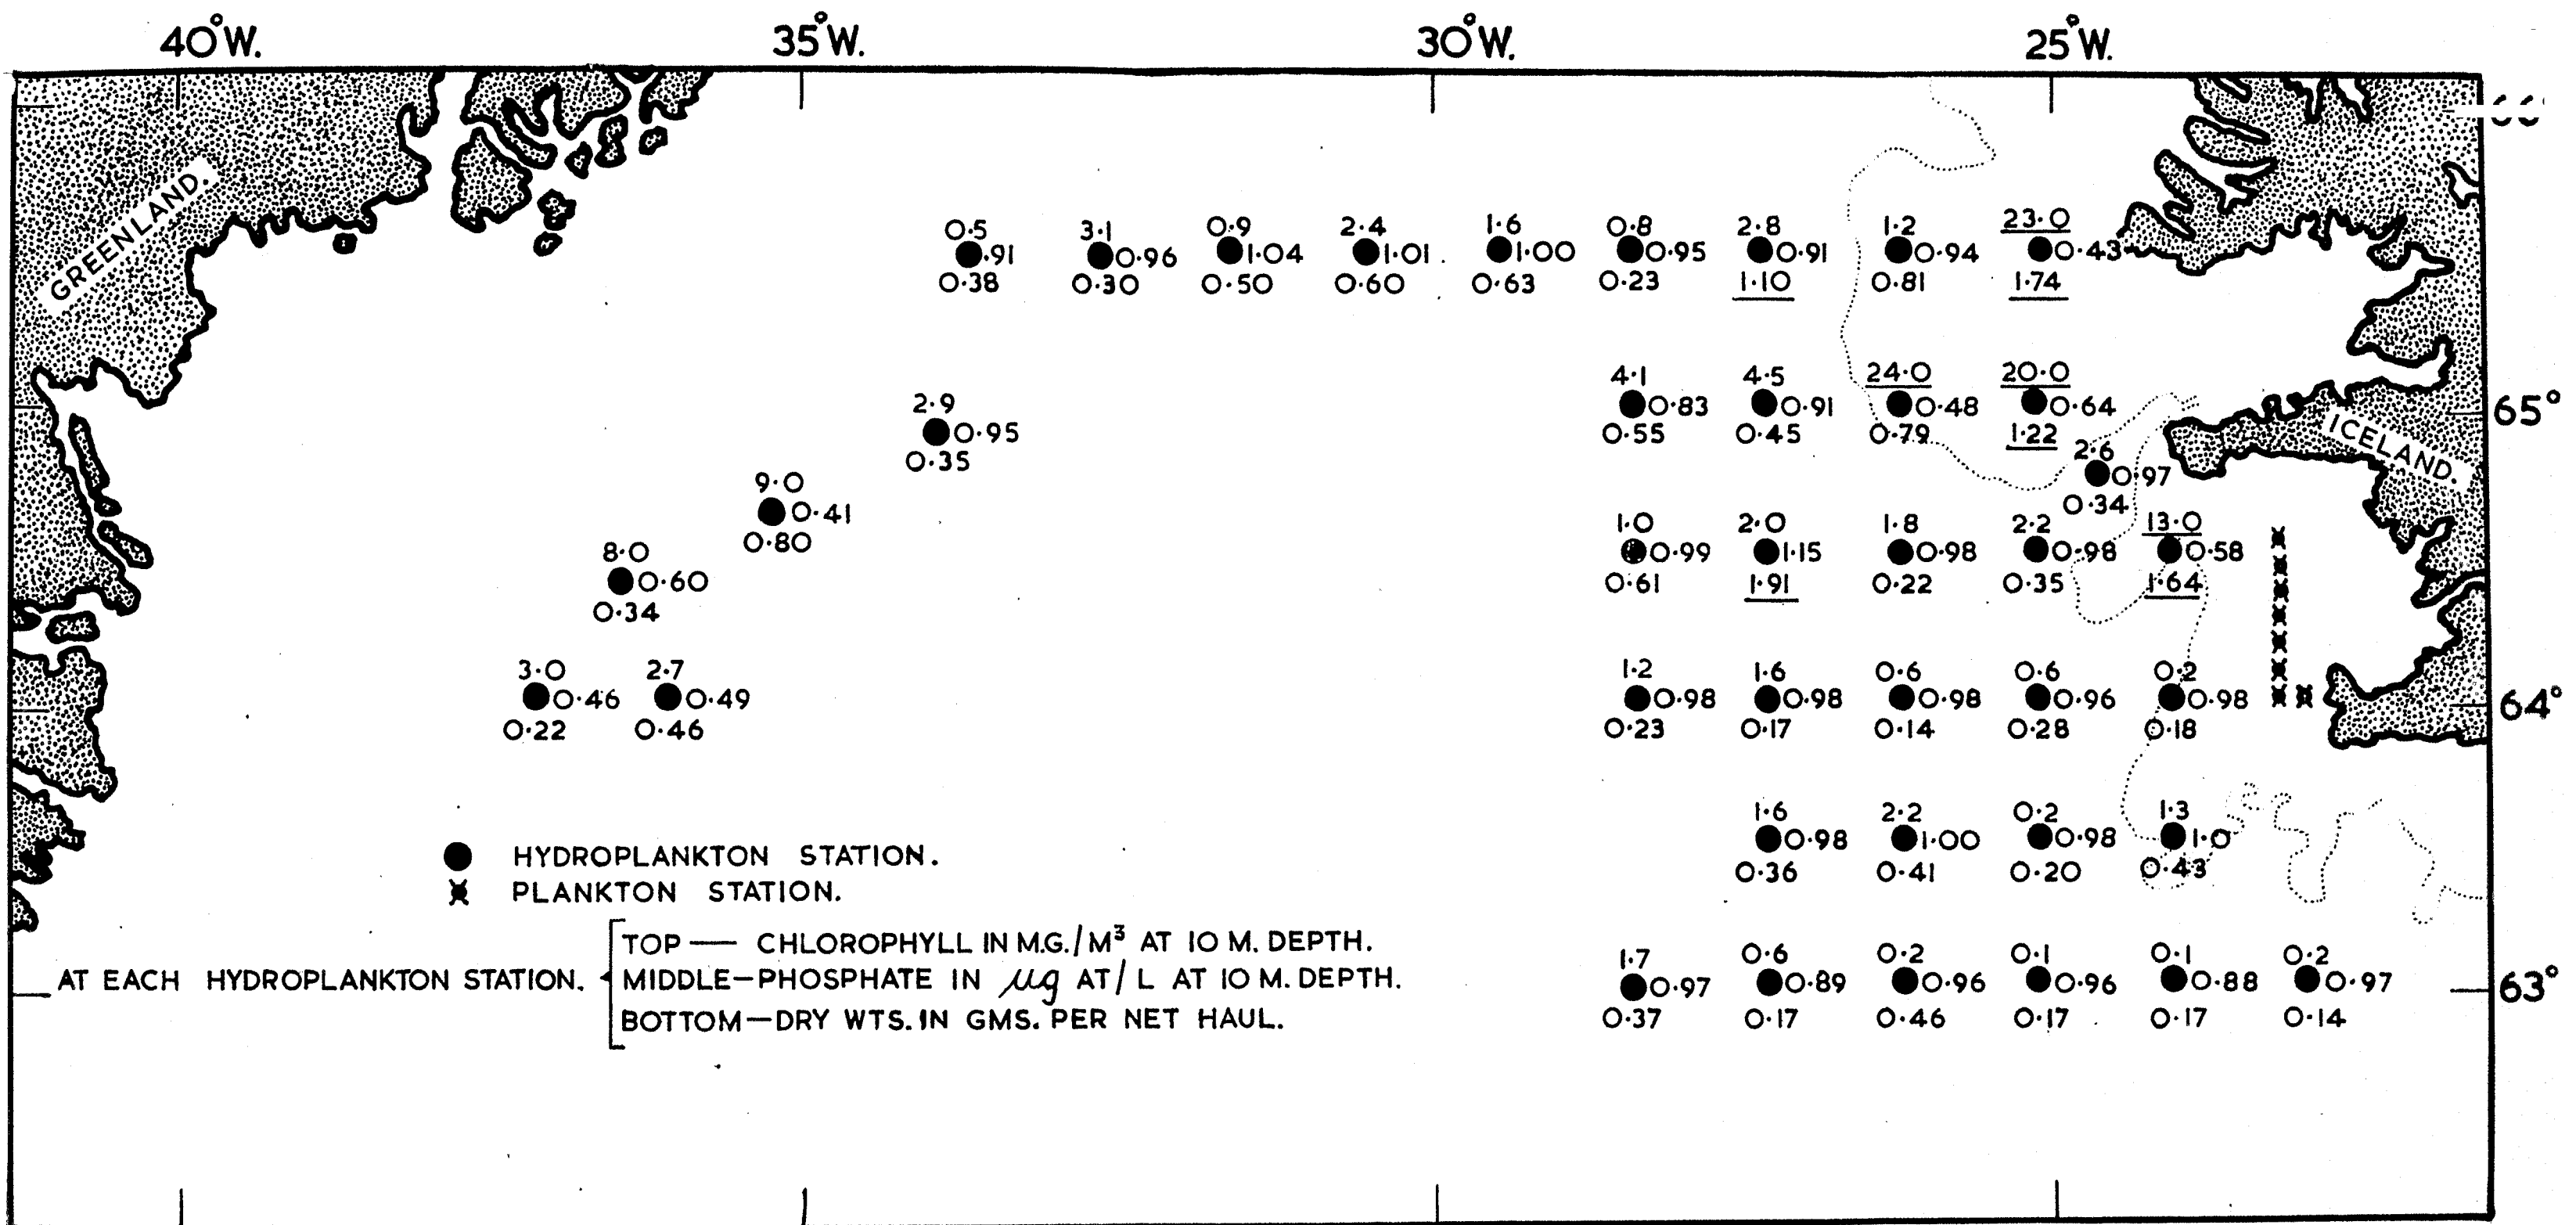 40°W. 35°W. 30°W. 25°W.
66°
GREENLAND.
0.5 3.1 0.9 2.4 1.6 0.8 2.8 1.2 23.0
.91 0.96 1.04 1.01 1.00 0.95 0.91 0.94 0.43
0.38 0.30 0.50 0.60 0.63 0.23 1.10 0.81 1.74
4.1 4.5 24.0 20.0
0.83 0.91 0.48 0.64
0.55 0.45 0.79 1.22
65°
ICELAND.
2.9
0.95
0.35
2.6
0.97
0.34
9.0
0.41
0.80
1.0 2.0 1.8 2.2 13.0
0.99 1.15 0.98 0.98 0.58
0.61 1.91 0.22 0.35 1.64
8.0
0.60
0.34
3.0 2.7 1.2 1.6 0.6 0.6 0.2
0.46 0.49 0.98 0.98 0.98 0.96 0.98
0.22 0.46 0.23 0.17 0.14 0.28 0.18
64°
1.6 2.2 0.2 1.3
0.98 1.00 0.98 1.0
0.36 0.41 0.20 0.43
HYDROPLANKTON STATION.
PLANKTON STATION.
AT EACH HYDROPLANKTON STATION.
TOP — CHLOROPHYLL IN M.G./M³ AT 10 M. DEPTH.
MIDDLE—PHOSPHATE IN µg AT/L AT 10 M. DEPTH.
BOTTOM—DRY WTS. IN GMS. PER NET HAUL.
1.7 0.6 0.2 0.1 0.1 0.2
0.97 0.89 0.96 0.96 0.88 0.97
0.37 0.17 0.46 0.17 0.17 0.14
63°